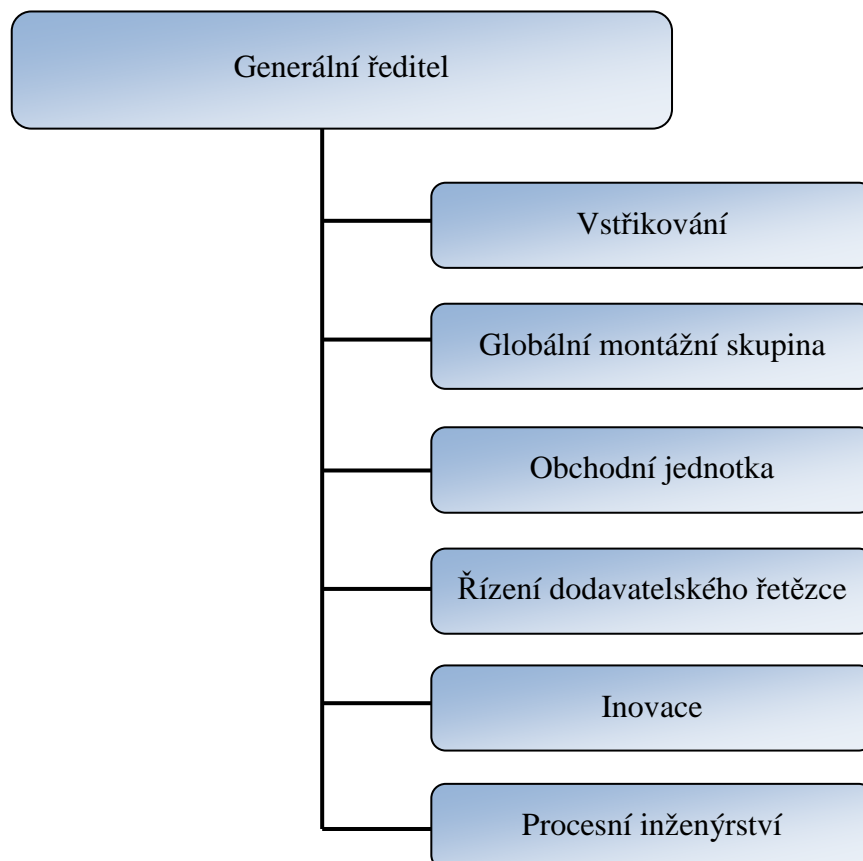 Generální ředitel
Vstřikování
Globální montážní skupina
Obchodní jednotka
Řízení dodavatelského řetězce
Inovace
Procesní inženýrství